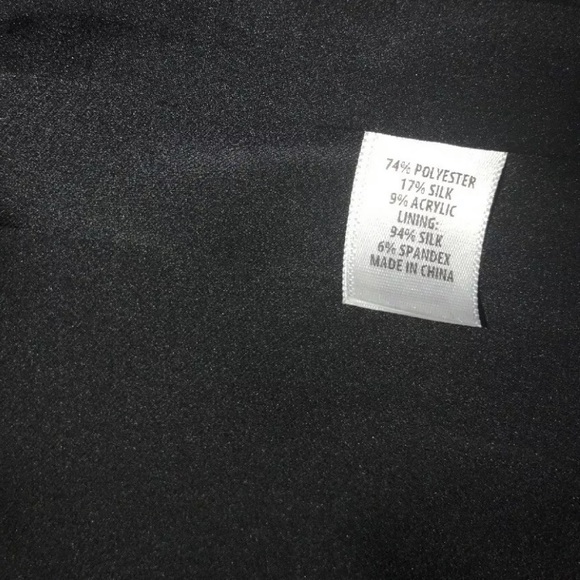 74% POLYESTER
17% SILK
9% ACRYLIC
LINING:
94% SILK
6% SPANDEX
MADE IN CHINA